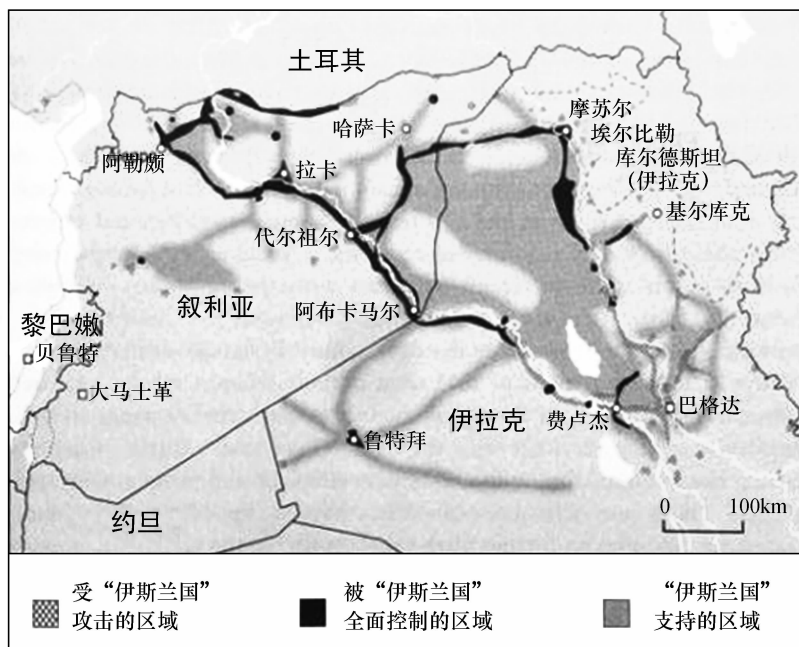 土耳其
哈萨卡
摩苏尔
埃尔比勒
库尔德斯坦
（伊拉克）
阿勒颇
拉卡
基尔库克
代尔祖尔
叙利亚
阿布卡马尔
黎巴嫩
贝鲁特
大马士革
伊拉克
费卢杰
巴格达
鲁特拜
约旦
0 100km
受“伊斯兰国”
攻击的区域
被“伊斯兰国”
全面控制的区域
“伊斯兰国”
支持的区域